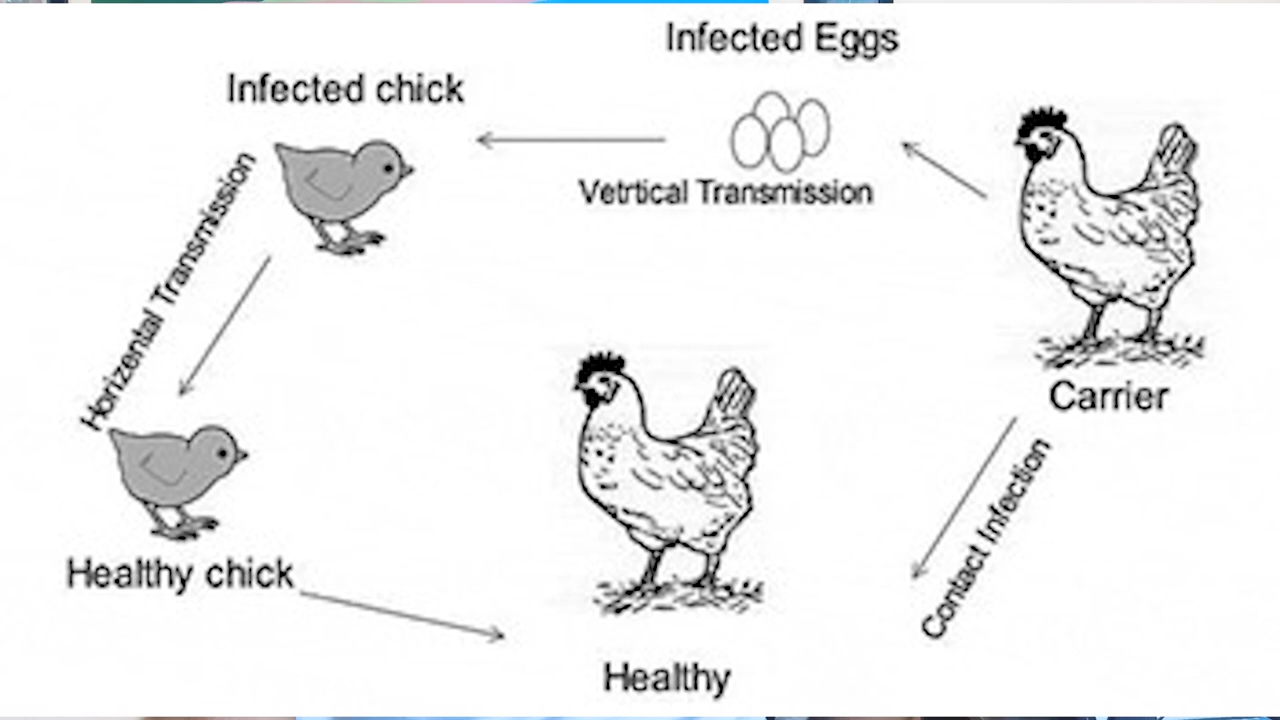 Infected Eggs
Infected chick
Vetrtical Transmission
Horizental Transmission
Carrier
Contact Infection
Healthy chick
Healthy